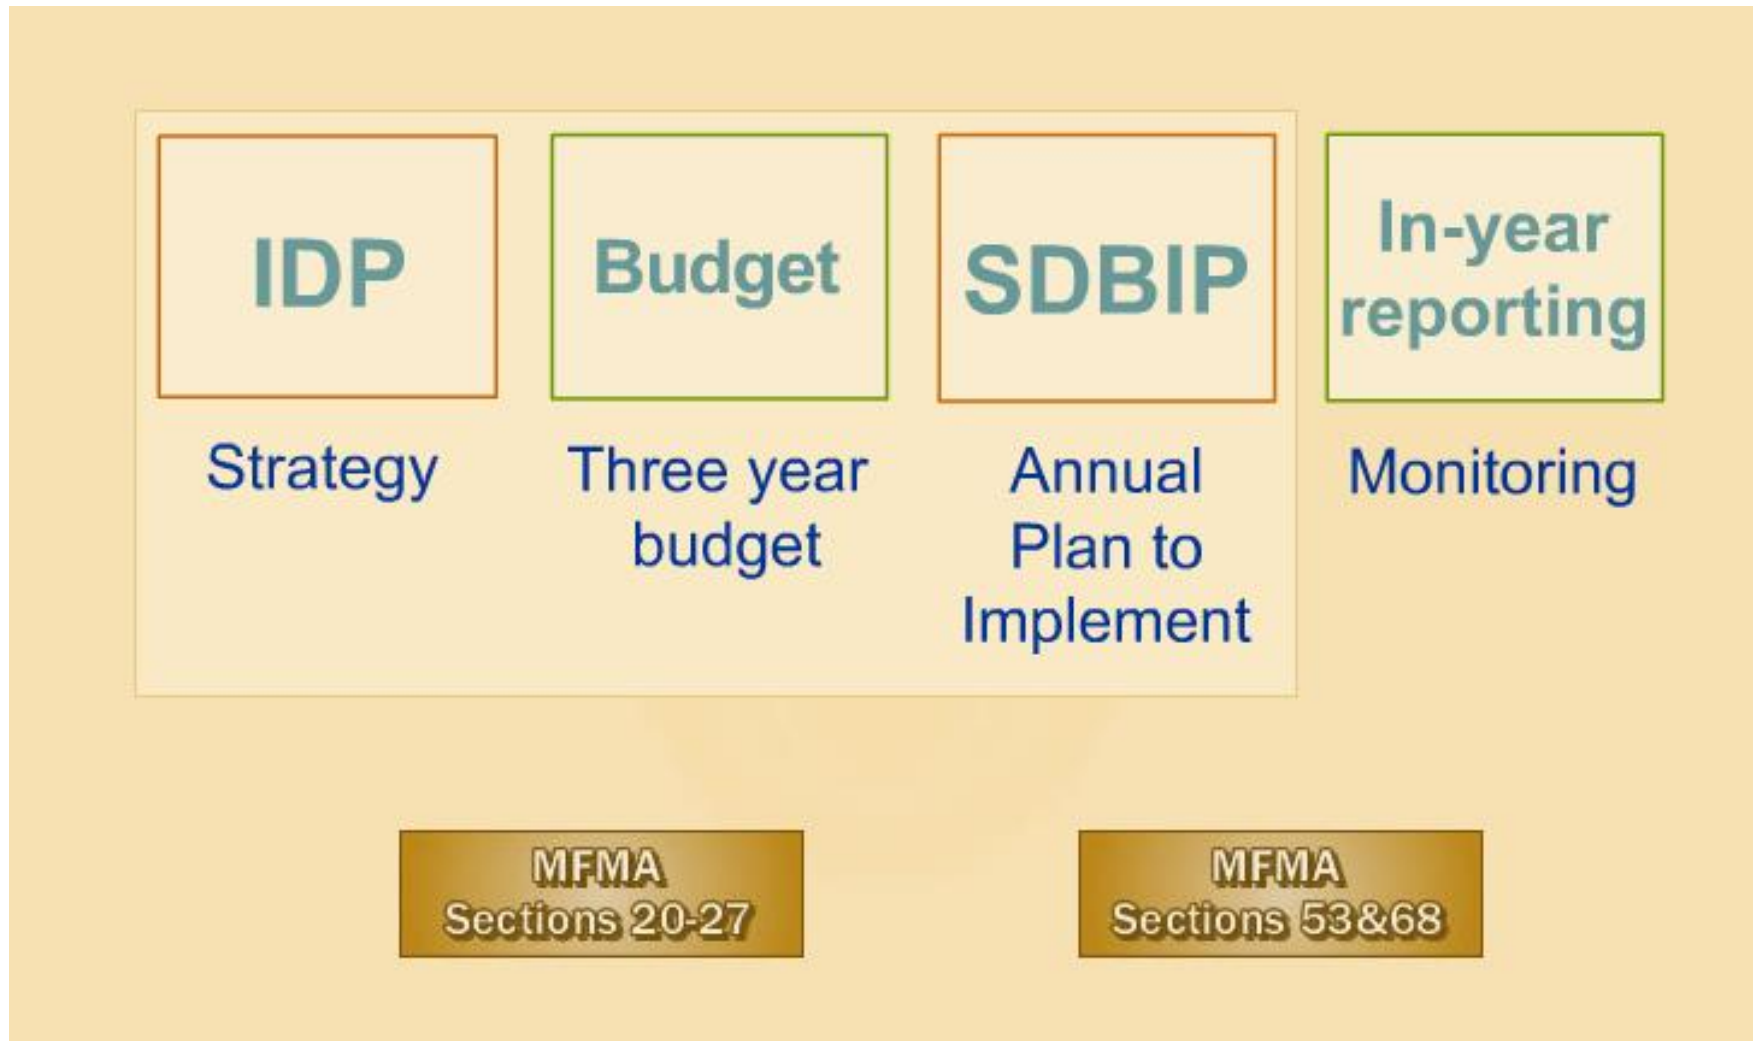 IDP
Strategy
Budget
Three year
budget
SDBIP
Annual
Plan to
Implement
In-year
reporting
Monitoring
MFMA
Sections 20-27
MFMA
Sections 53&68